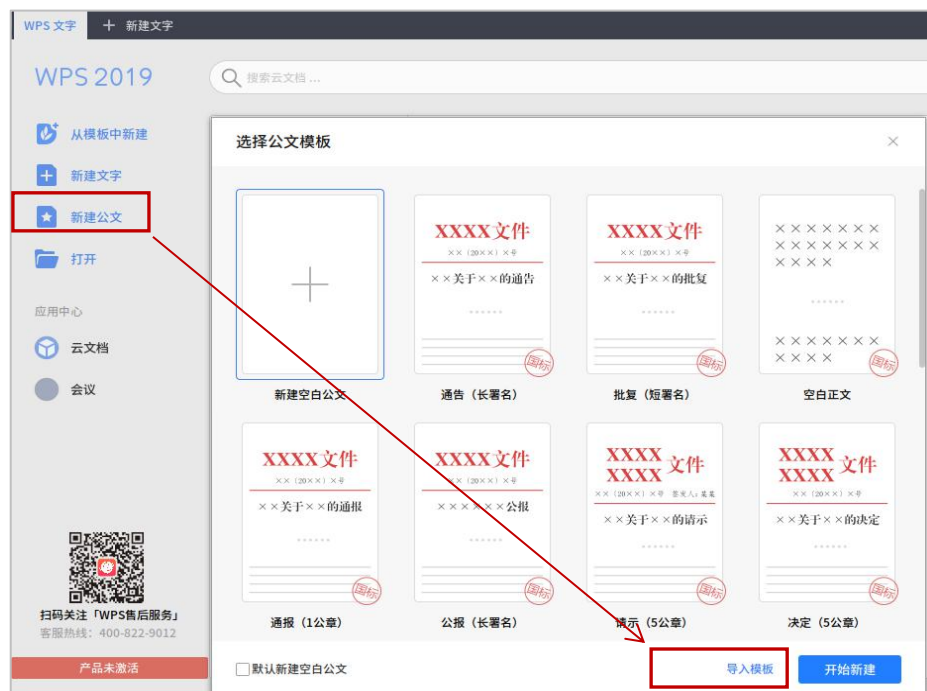 WPS 文字 新建文字
WPS 2019
搜索云文档 ...
从模板中新建
新建文字
新建公文
打开
应用中心
云文档
会议
扫码关注「WPS售后服务」
客服热线：400-822-9012
产品未激活
选择公文模板
新建空白公文
XXXX文件
××（20××）×号
××关于××的通告
······
国标
通告（长署名）
XXXX文件
××（20××）×号
××关于××的批复
······
国标
批复（短署名）
×××××××
×××××××
××××
······
×××××××
××××
国标
空白正文
XXXX文件
××（20××）×号
××关于××的通报
······
国标
通报（1公章）
XXXX文件
××（20××）×号
××××××公报
······
国标
公报（长署名）
XXXX
XXXX 文件
××（20××）×号 签发人：某某
××关于××的请示
······
国标
请示（5公章）
XXXX
XXXX 文件
××（20××）×号
××关于××的决定
······
国标
决定（5公章）
默认新建空白公文
导入模板
开始新建